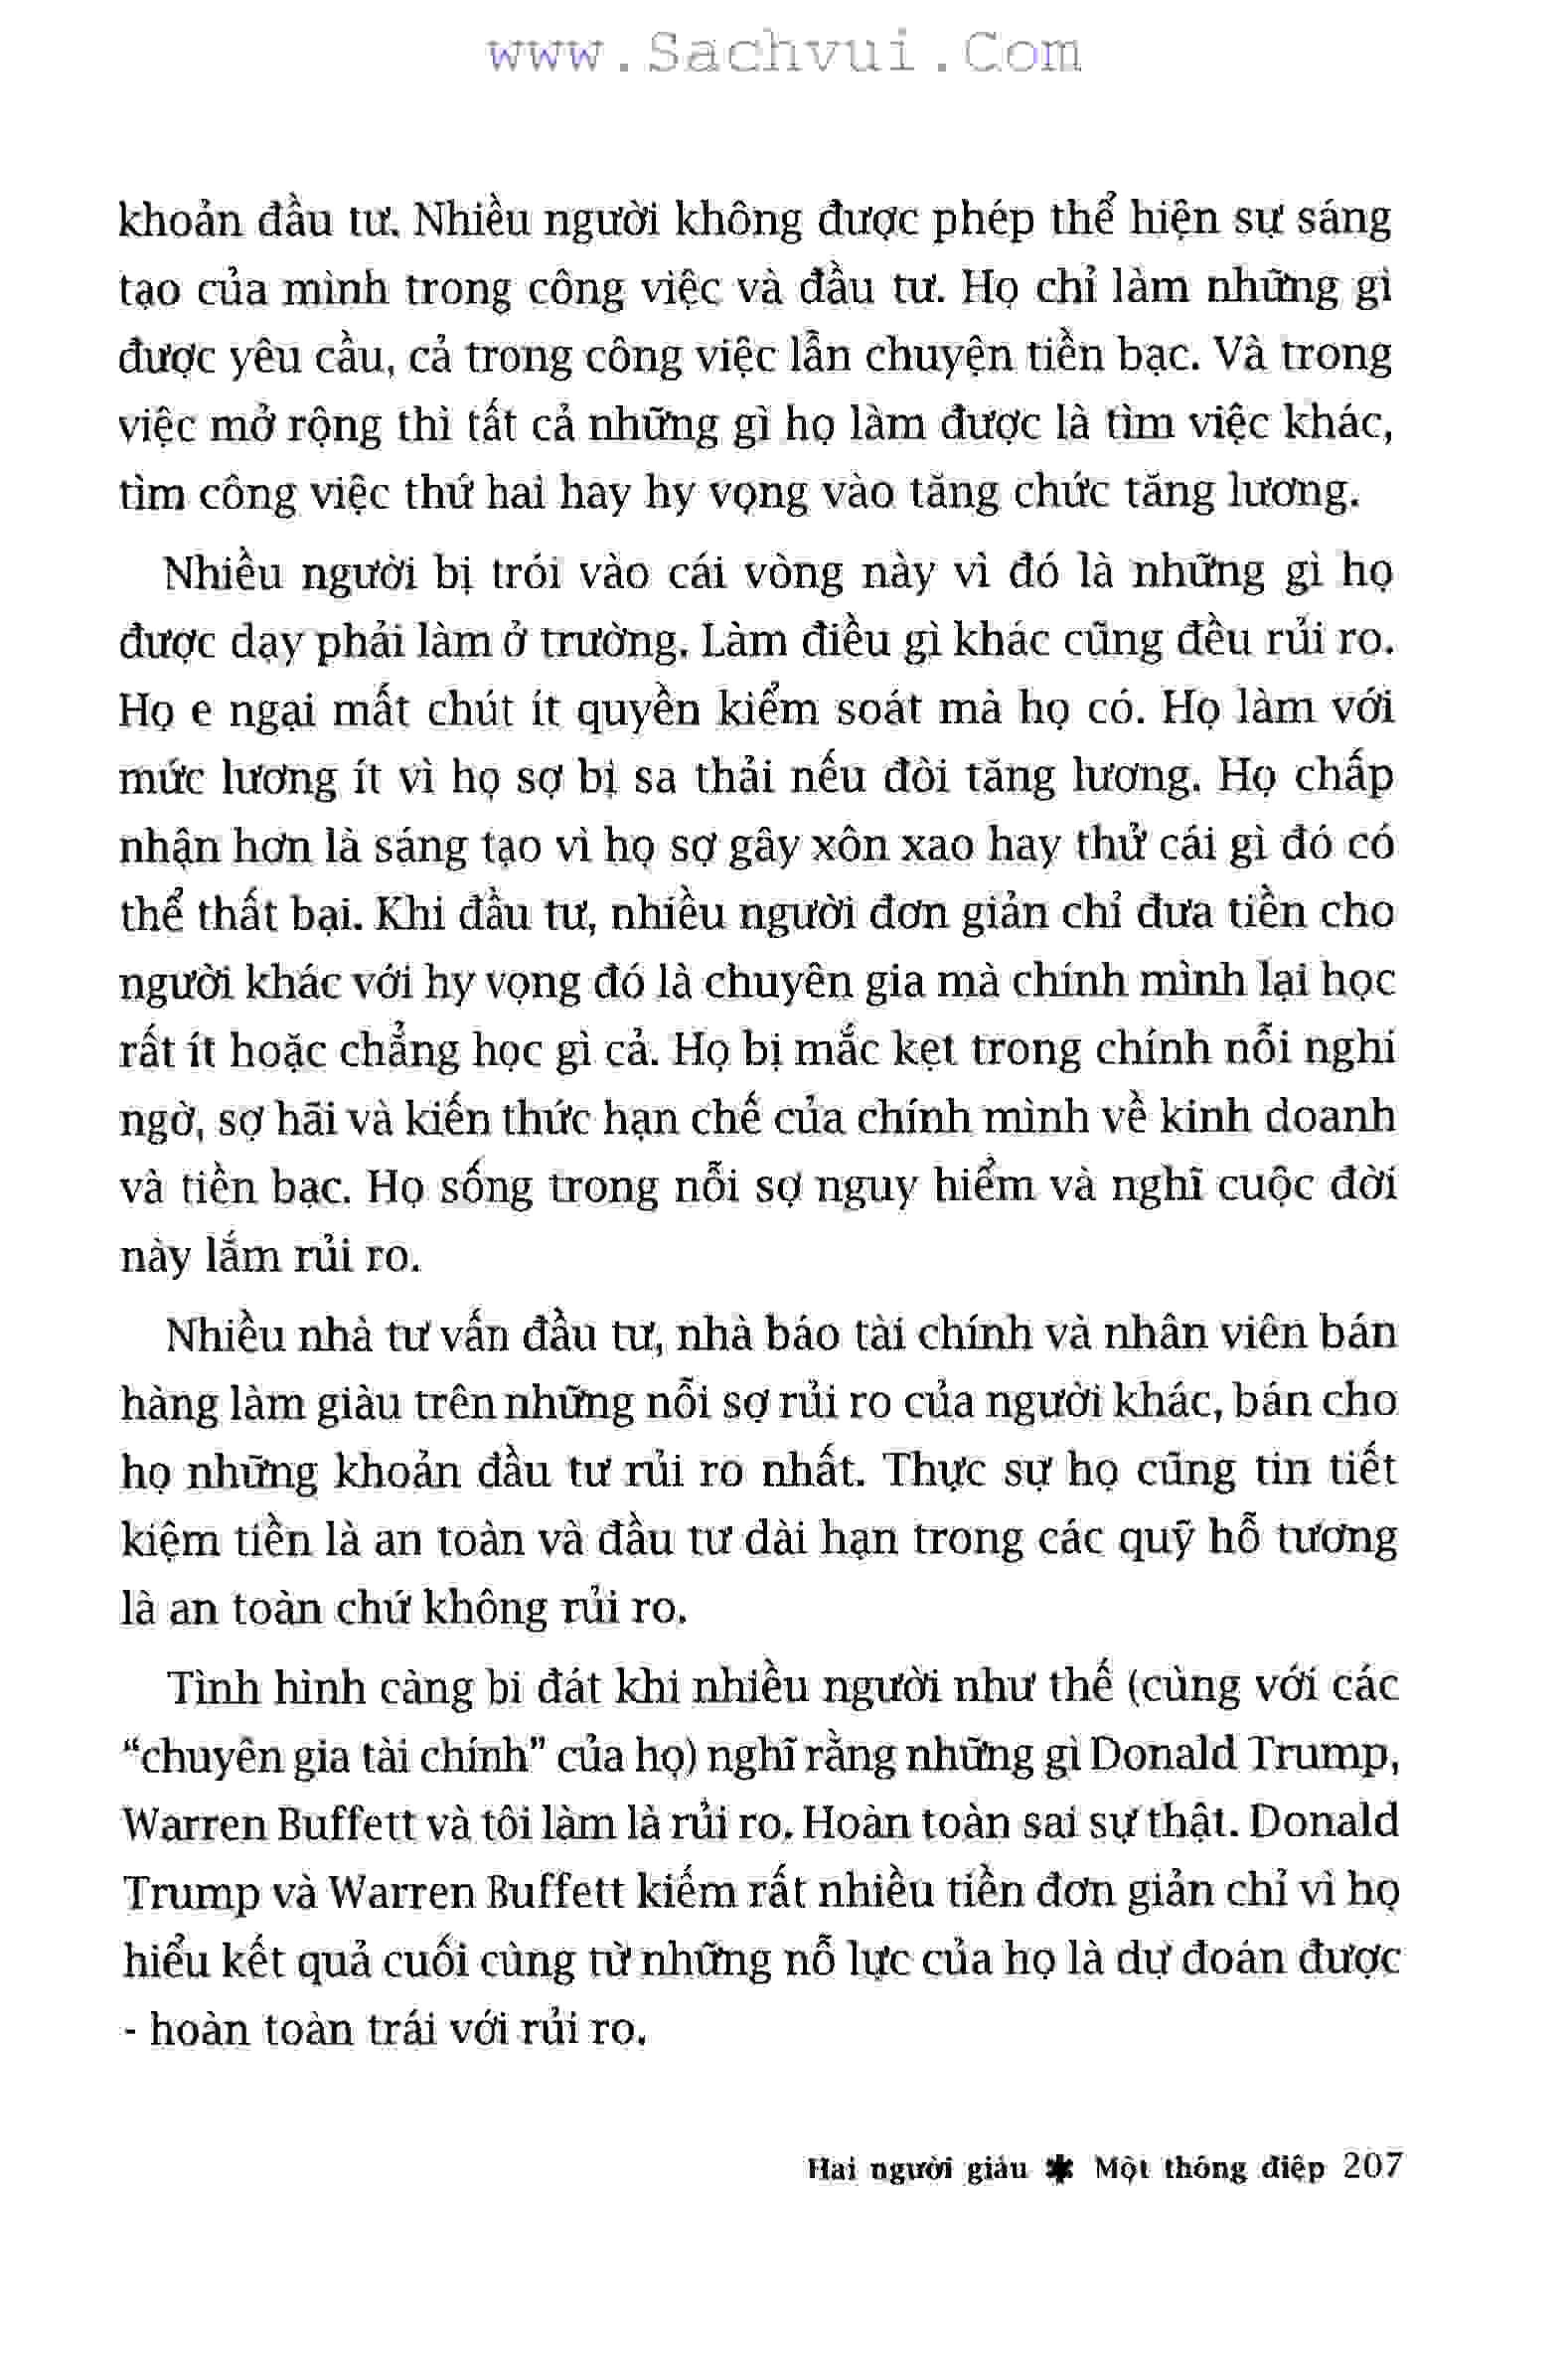 www.Sachvui.Com
khoản đầu tư. Nhiều người không được phép thể hiện sự sáng
tạo của mình trong công việc và đầu tư. Họ chỉ làm những gì
được yêu cầu, cả trong công việc lẫn chuyện tiền bạc. Và trong
việc mở rộng thì tất cả những gì họ làm được là tìm việc khác,
tìm công việc thứ hai hay hy vọng vào tăng chức tăng lương.
Nhiều người bị trói vào cái vòng này vì đó là những gì họ
được dạy phải làm ở trường. Làm điều gì khác cũng đều rủi ro.
Họ e ngại mất chút ít quyền kiểm soát mà họ có. Họ làm với
mức lương ít vì họ sợ bị sa thải nếu đòi tăng lương. Họ chấp
nhận hơn là sáng tạo vì họ sợ gây xôn xao hay thử cái gì đó có
thể thất bại. Khi đầu tư, nhiều người đơn giản chỉ đưa tiền cho
người khác với hy vọng đó là chuyên gia mà chính mình lại học
rất ít hoặc chẳng học gì cả. Họ bị mắc kẹt trong chính nỗi nghi
ngờ, sợ hãi và kiến thức hạn chế của chính mình về kinh doanh
và tiền bạc. Họ sống trong nỗi sợ nguy hiểm và nghĩ cuộc đời
này lắm rủi ro.
Nhiều nhà tư vấn đầu tư, nhà báo tài chính và nhân viên bán
hàng làm giàu trên những nỗi sợ rủi ro của người khác, bán cho
họ những khoản đầu tư rủi ro nhất. Thực sự họ cũng tin tiết
kiệm tiền là an toàn và đầu tư dài hạn trong các quỹ hỗ tương
là an toàn chứ không rủi ro.
Tình hình càng bi đát khi nhiều người như thế (cùng với các
“chuyên gia tài chính” của họ) nghĩ rằng những gì Donald Trump,
Warren Buffett và tôi làm là rủi ro. Hoàn toàn sai sự thật. Donald
Trump và Warren Buffett kiếm rất nhiều tiền đơn giản chỉ vì họ
hiểu kết quả cuối cùng từ những nỗ lực của họ là dự đoán được
- hoàn toàn trái với rủi ro.
Hai người giàu ✱ Một thông điệp 207